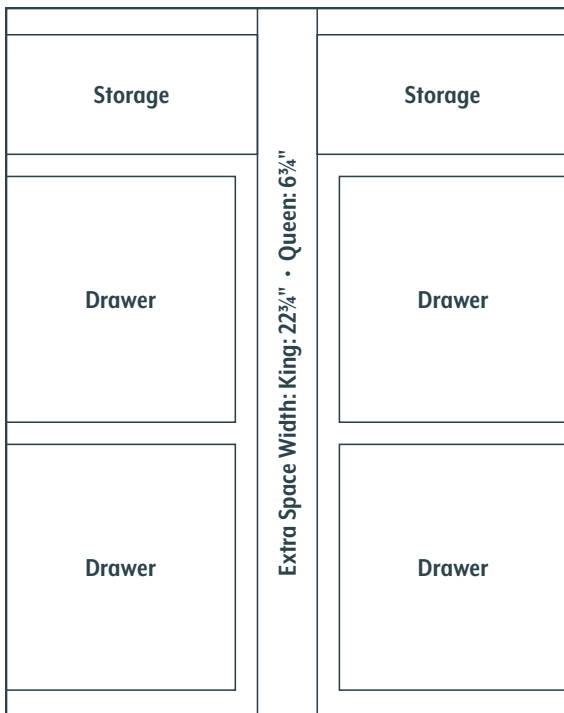 Storage
Storage
Extra Space Width: King: 22¾" • Queen: 6¾"
Drawer
Drawer
Drawer
Drawer